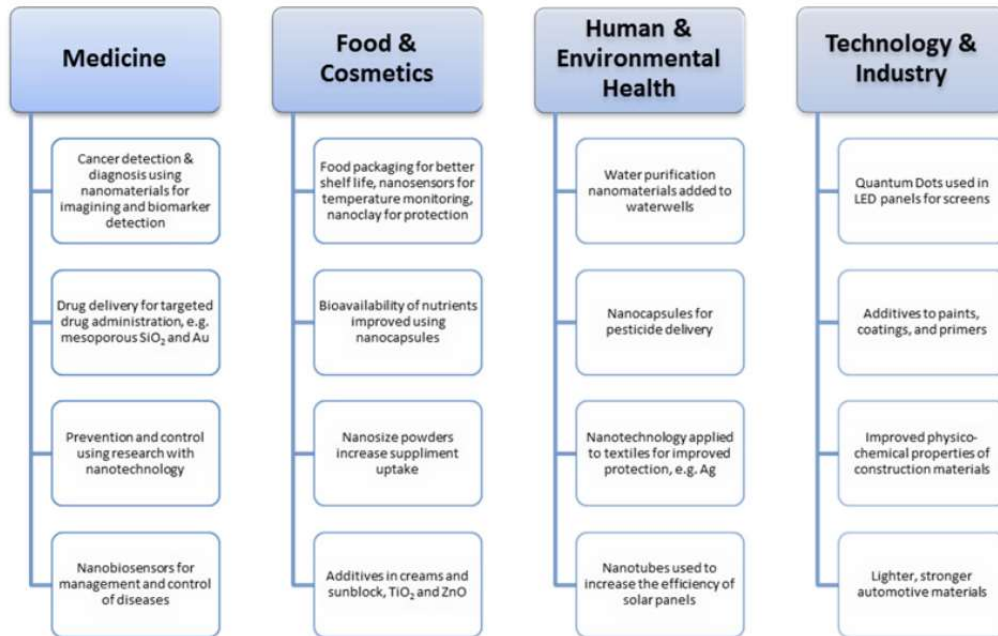 Medicine
Cancer detection &
diagnosis using
nanomaterials for
imagining and biomarker
detection
Drug delivery for targeted
drug administration, e.g.
mesoporous SiO₂ and Au
Prevention and control
using research with
nanotechnology
Nanobiosensors for
management and control
of diseases
Food &
Cosmetics
Food packaging for better
shelf life, nanosensors for
temperature monitoring,
nanoclay for protection
Bioavailability of nutrients
improved using
nanocapsules
Nanosize powders
increase suppliment
uptake
Additives in creams and
sunblock, TiO₂ and ZnO
Human &
Environmental
Health
Water purification
nanomaterials added to
waterwells
Nanocapsules for
pesticide delivery
Nanotechnology applied
to textiles for improved
protection, e.g. Ag
Nanotubes used to
increase the efficiency of
solar panels
Technology &
Industry
Quantum Dots used in
LED panels for screens
Additives to paints,
coatings, and primers
Improved physico-
chemical properties of
construction materials
Lighter, stronger
automotive materials